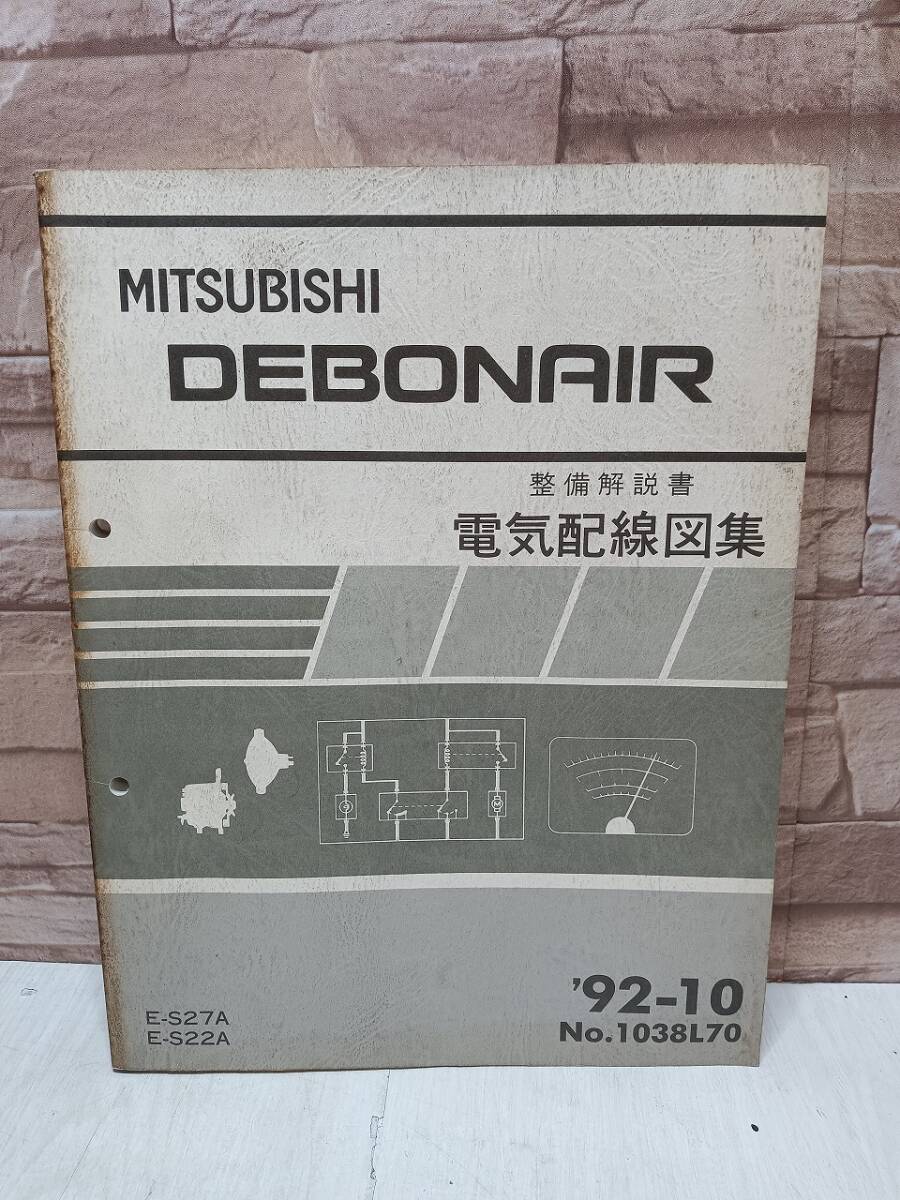 MITSUBISHI
DEBONAIR
整備解説書
電気配線図集
E-S27A
E-S22A
'92-10
No.1038L70